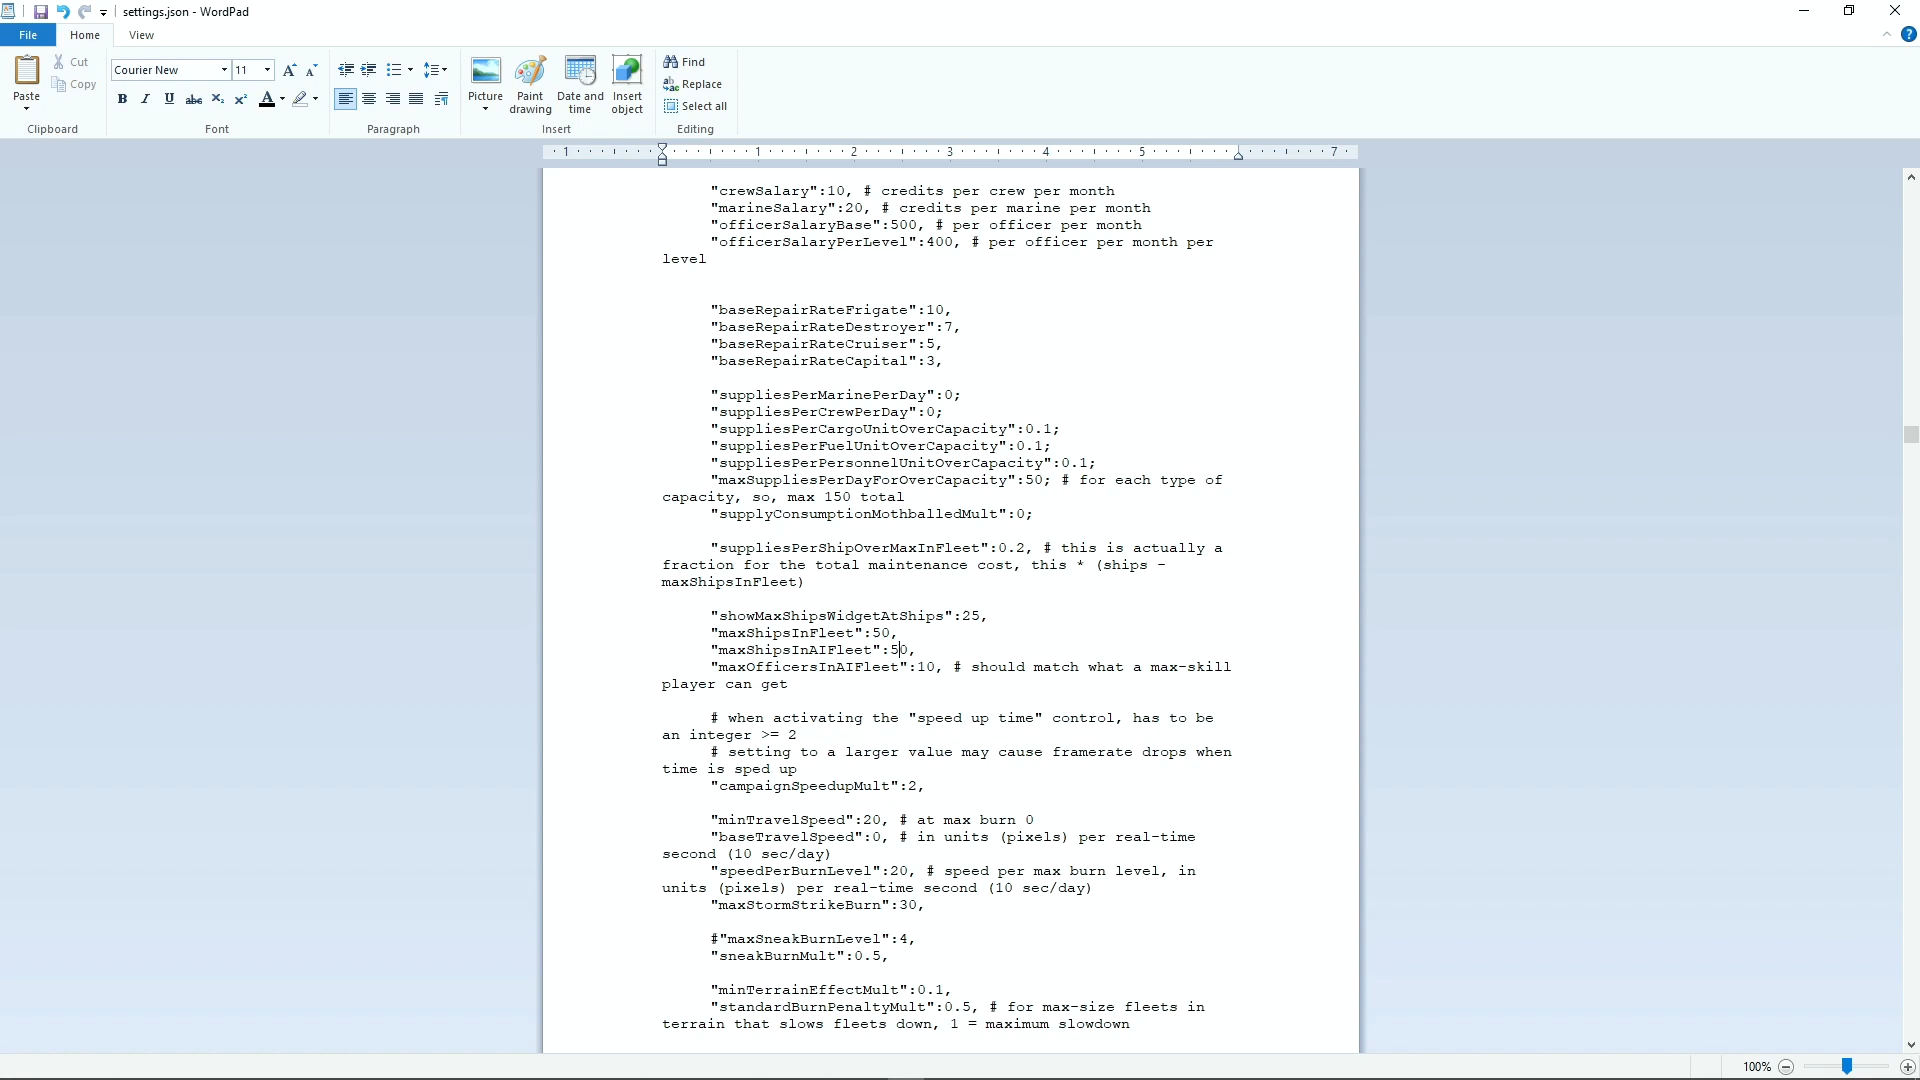 settings.json - WordPad
File Home View
Paste
Cut
Copy
Clipboard
Courier New 11
Font
Paragraph
Picture
Paint drawing
Date and time
Insert object
Insert
Find
Replace
Select all
Editing
1 1 2 3 4 5 7
"crewSalary":10, # credits per crew per month
"marineSalary":20, # credits per marine per month
"officerSalaryBase":500, # per officer per month
"officerSalaryPerLevel":400, # per officer per month per
level
"baseRepairRateFrigate":10,
"baseRepairRateDestroyer":7,
"baseRepairRateCruiser":5,
"baseRepairRateCapital":3,
"suppliesPerMarinePerDay":0;
"suppliesPerCrewPerDay":0;
"suppliesPerCargoUnitOverCapacity":0.1;
"suppliesPerFuelUnitOverCapacity":0.1;
"suppliesPerPersonnelUnitOverCapacity":0.1;
"maxSuppliesPerDayForOverCapacity":50; # for each type of
capacity, so, max 150 total
"supplyConsumptionMothballedMult":0;
"suppliesPerShipOverMaxInFleet":0.2, # this is actually a
fraction for the total maintenance cost, this * (ships -
maxShipsInFleet)
"showMaxShipsWidgetAtShips":25,
"maxShipsInFleet":50,
"maxShipsInAIFleet":50,
"maxOfficersInAIFleet":10, # should match what a max-skill
player can get
# when activating the "speed up time" control, has to be
an integer >= 2
# setting to a larger value may cause framerate drops when
time is sped up
"campaignSpeedupMult":2,
"minTravelSpeed":20, # at max burn 0
"baseTravelSpeed":0, # in units (pixels) per real-time
second (10 sec/day)
"speedPerBurnLevel":20, # speed per max burn level, in
units (pixels) per real-time second (10 sec/day)
"maxStormStrikeBurn":30,
#"maxSneakBurnLevel":4,
"sneakBurnMult":0.5,
"minTerrainEffectMult":0.1,
"standardBurnPenaltyMult":0.5, # for max-size fleets in
terrain that slows fleets down, 1 = maximum slowdown
100%